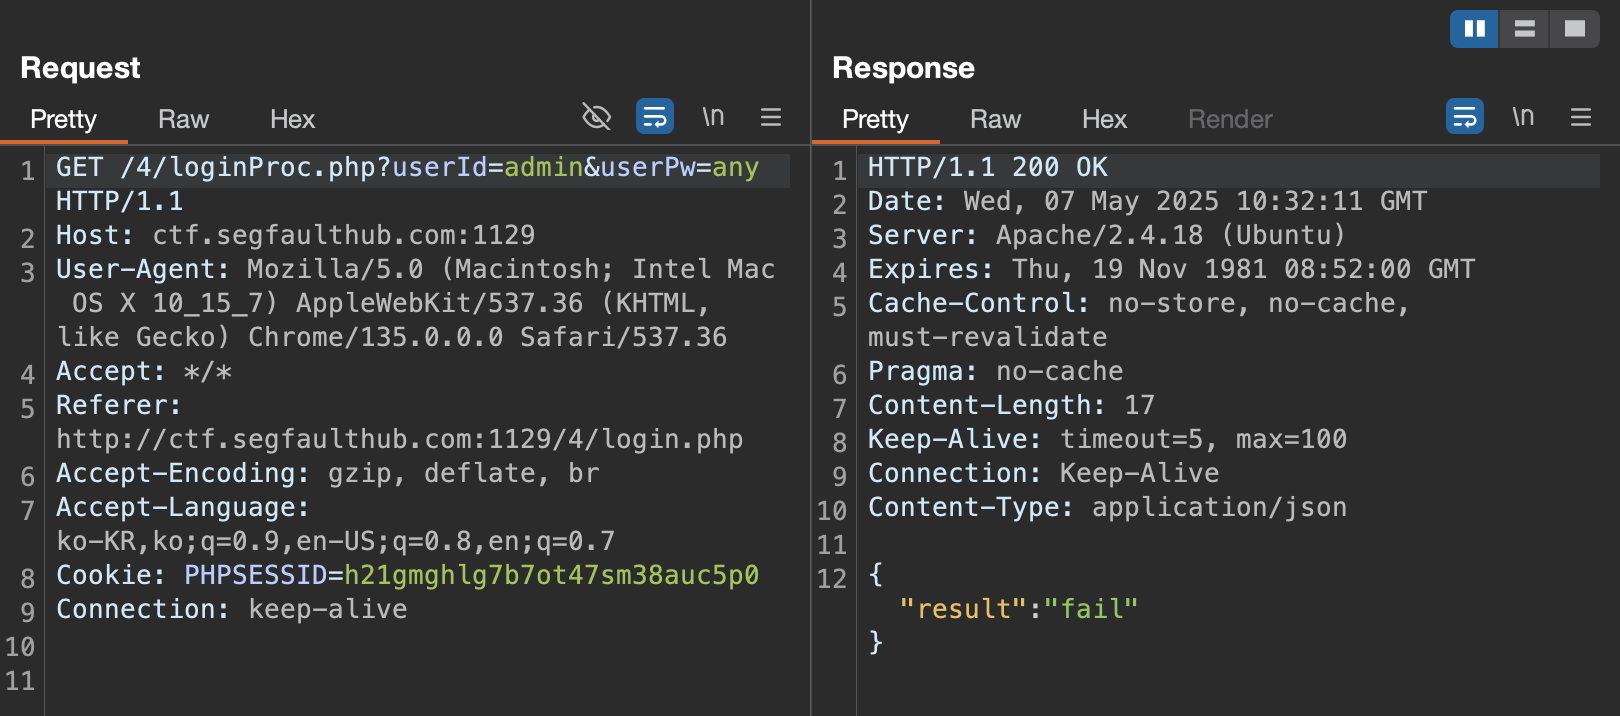 Request
Pretty Raw Hex \n
1 GET /4/loginProc.php?userId=admin&userPw=any
HTTP/1.1
2 Host: ctf.segfaulthub.com:1129
3 User-Agent: Mozilla/5.0 (Macintosh; Intel Mac
OS X 10_15_7) AppleWebKit/537.36 (KHTML,
like Gecko) Chrome/135.0.0.0 Safari/537.36
4 Accept: */*
5 Referer:
http://ctf.segfaulthub.com:1129/4/login.php
6 Accept-Encoding: gzip, deflate, br
7 Accept-Language:
ko-KR,ko;q=0.9,en-US;q=0.8,en;q=0.7
8 Cookie: PHPSESSID=h21gmghlg7b7ot47sm38auc5p0
9 Connection: keep-alive
10
11
Response
Pretty Raw Hex Render \n
1 HTTP/1.1 200 OK
2 Date: Wed, 07 May 2025 10:32:11 GMT
3 Server: Apache/2.4.18 (Ubuntu)
4 Expires: Thu, 19 Nov 1981 08:52:00 GMT
5 Cache-Control: no-store, no-cache,
must-revalidate
6 Pragma: no-cache
7 Content-Length: 17
8 Keep-Alive: timeout=5, max=100
9 Connection: Keep-Alive
10 Content-Type: application/json
11
12 {
"result":"fail"
}